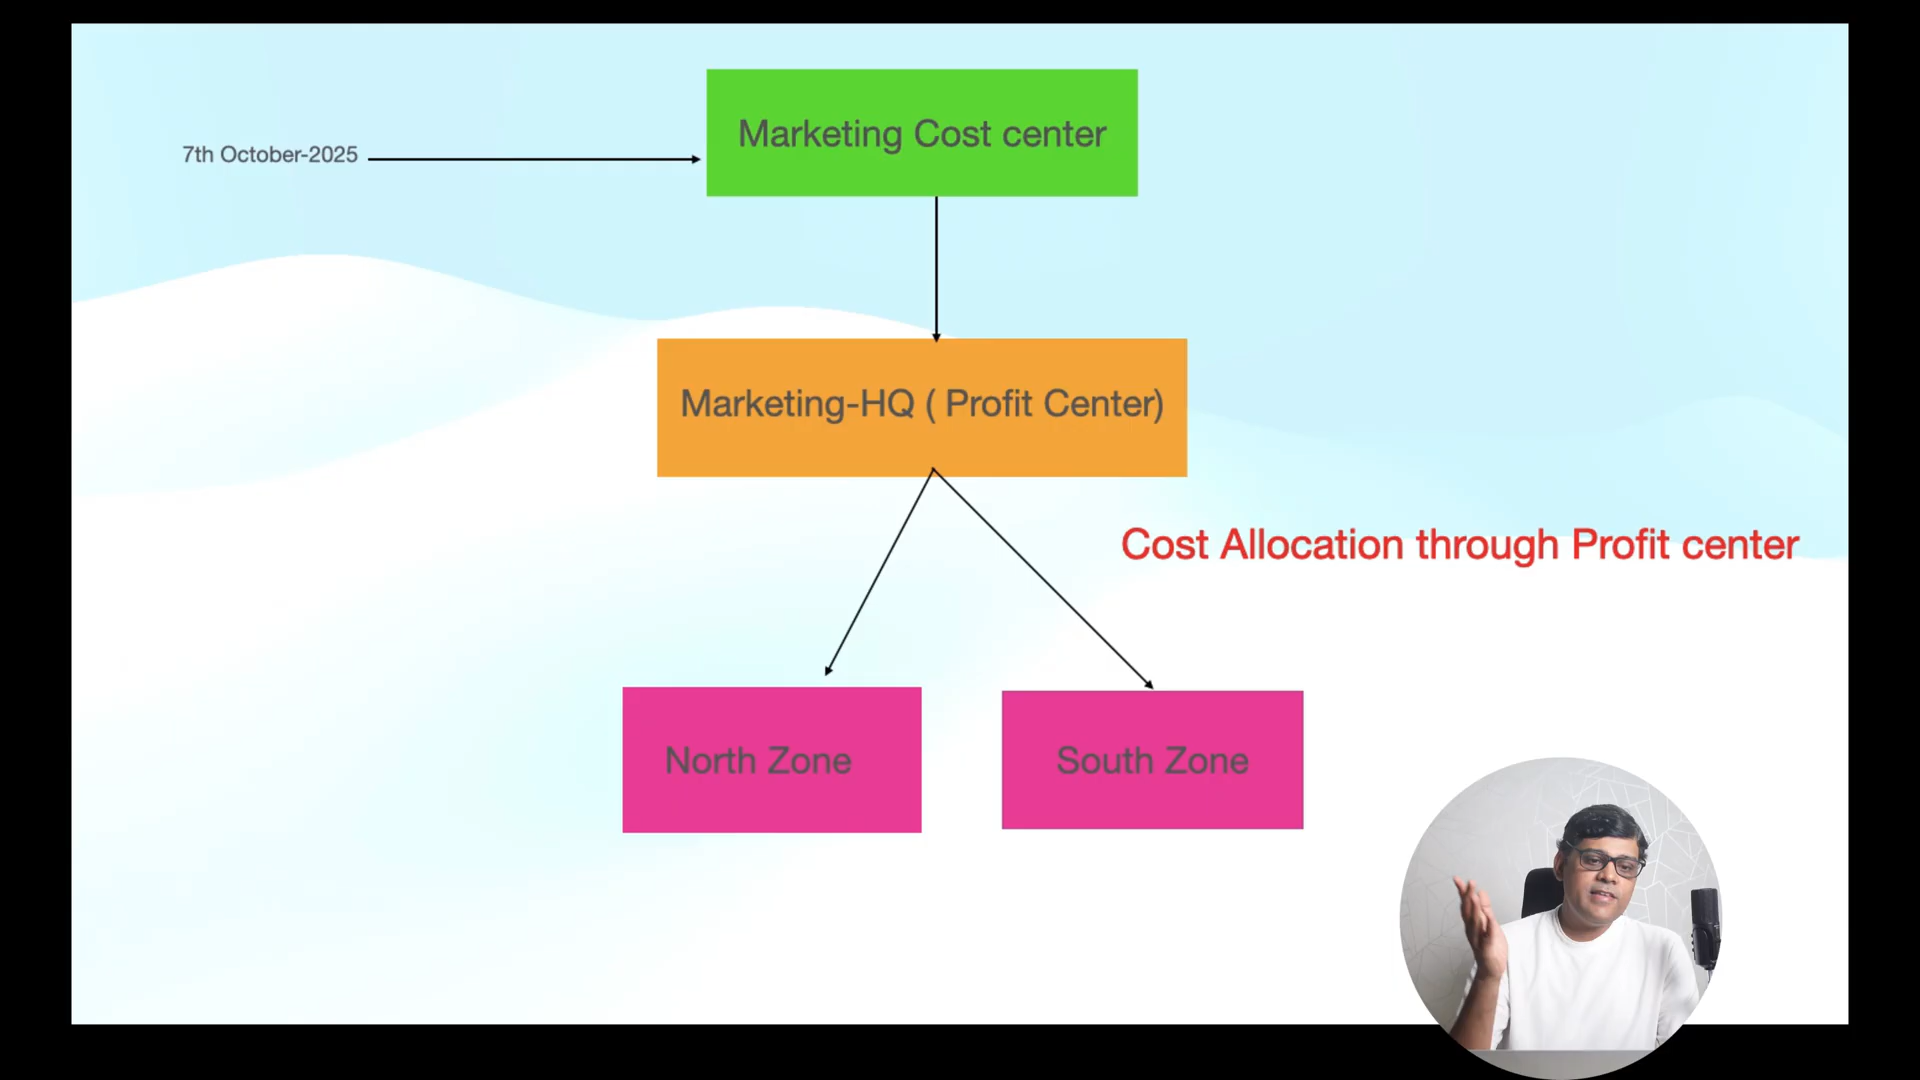 Marketing Cost center
7th October-2025
Marketing-HQ ( Profit Center)
Cost Allocation through Profit center
North Zone
South Zone